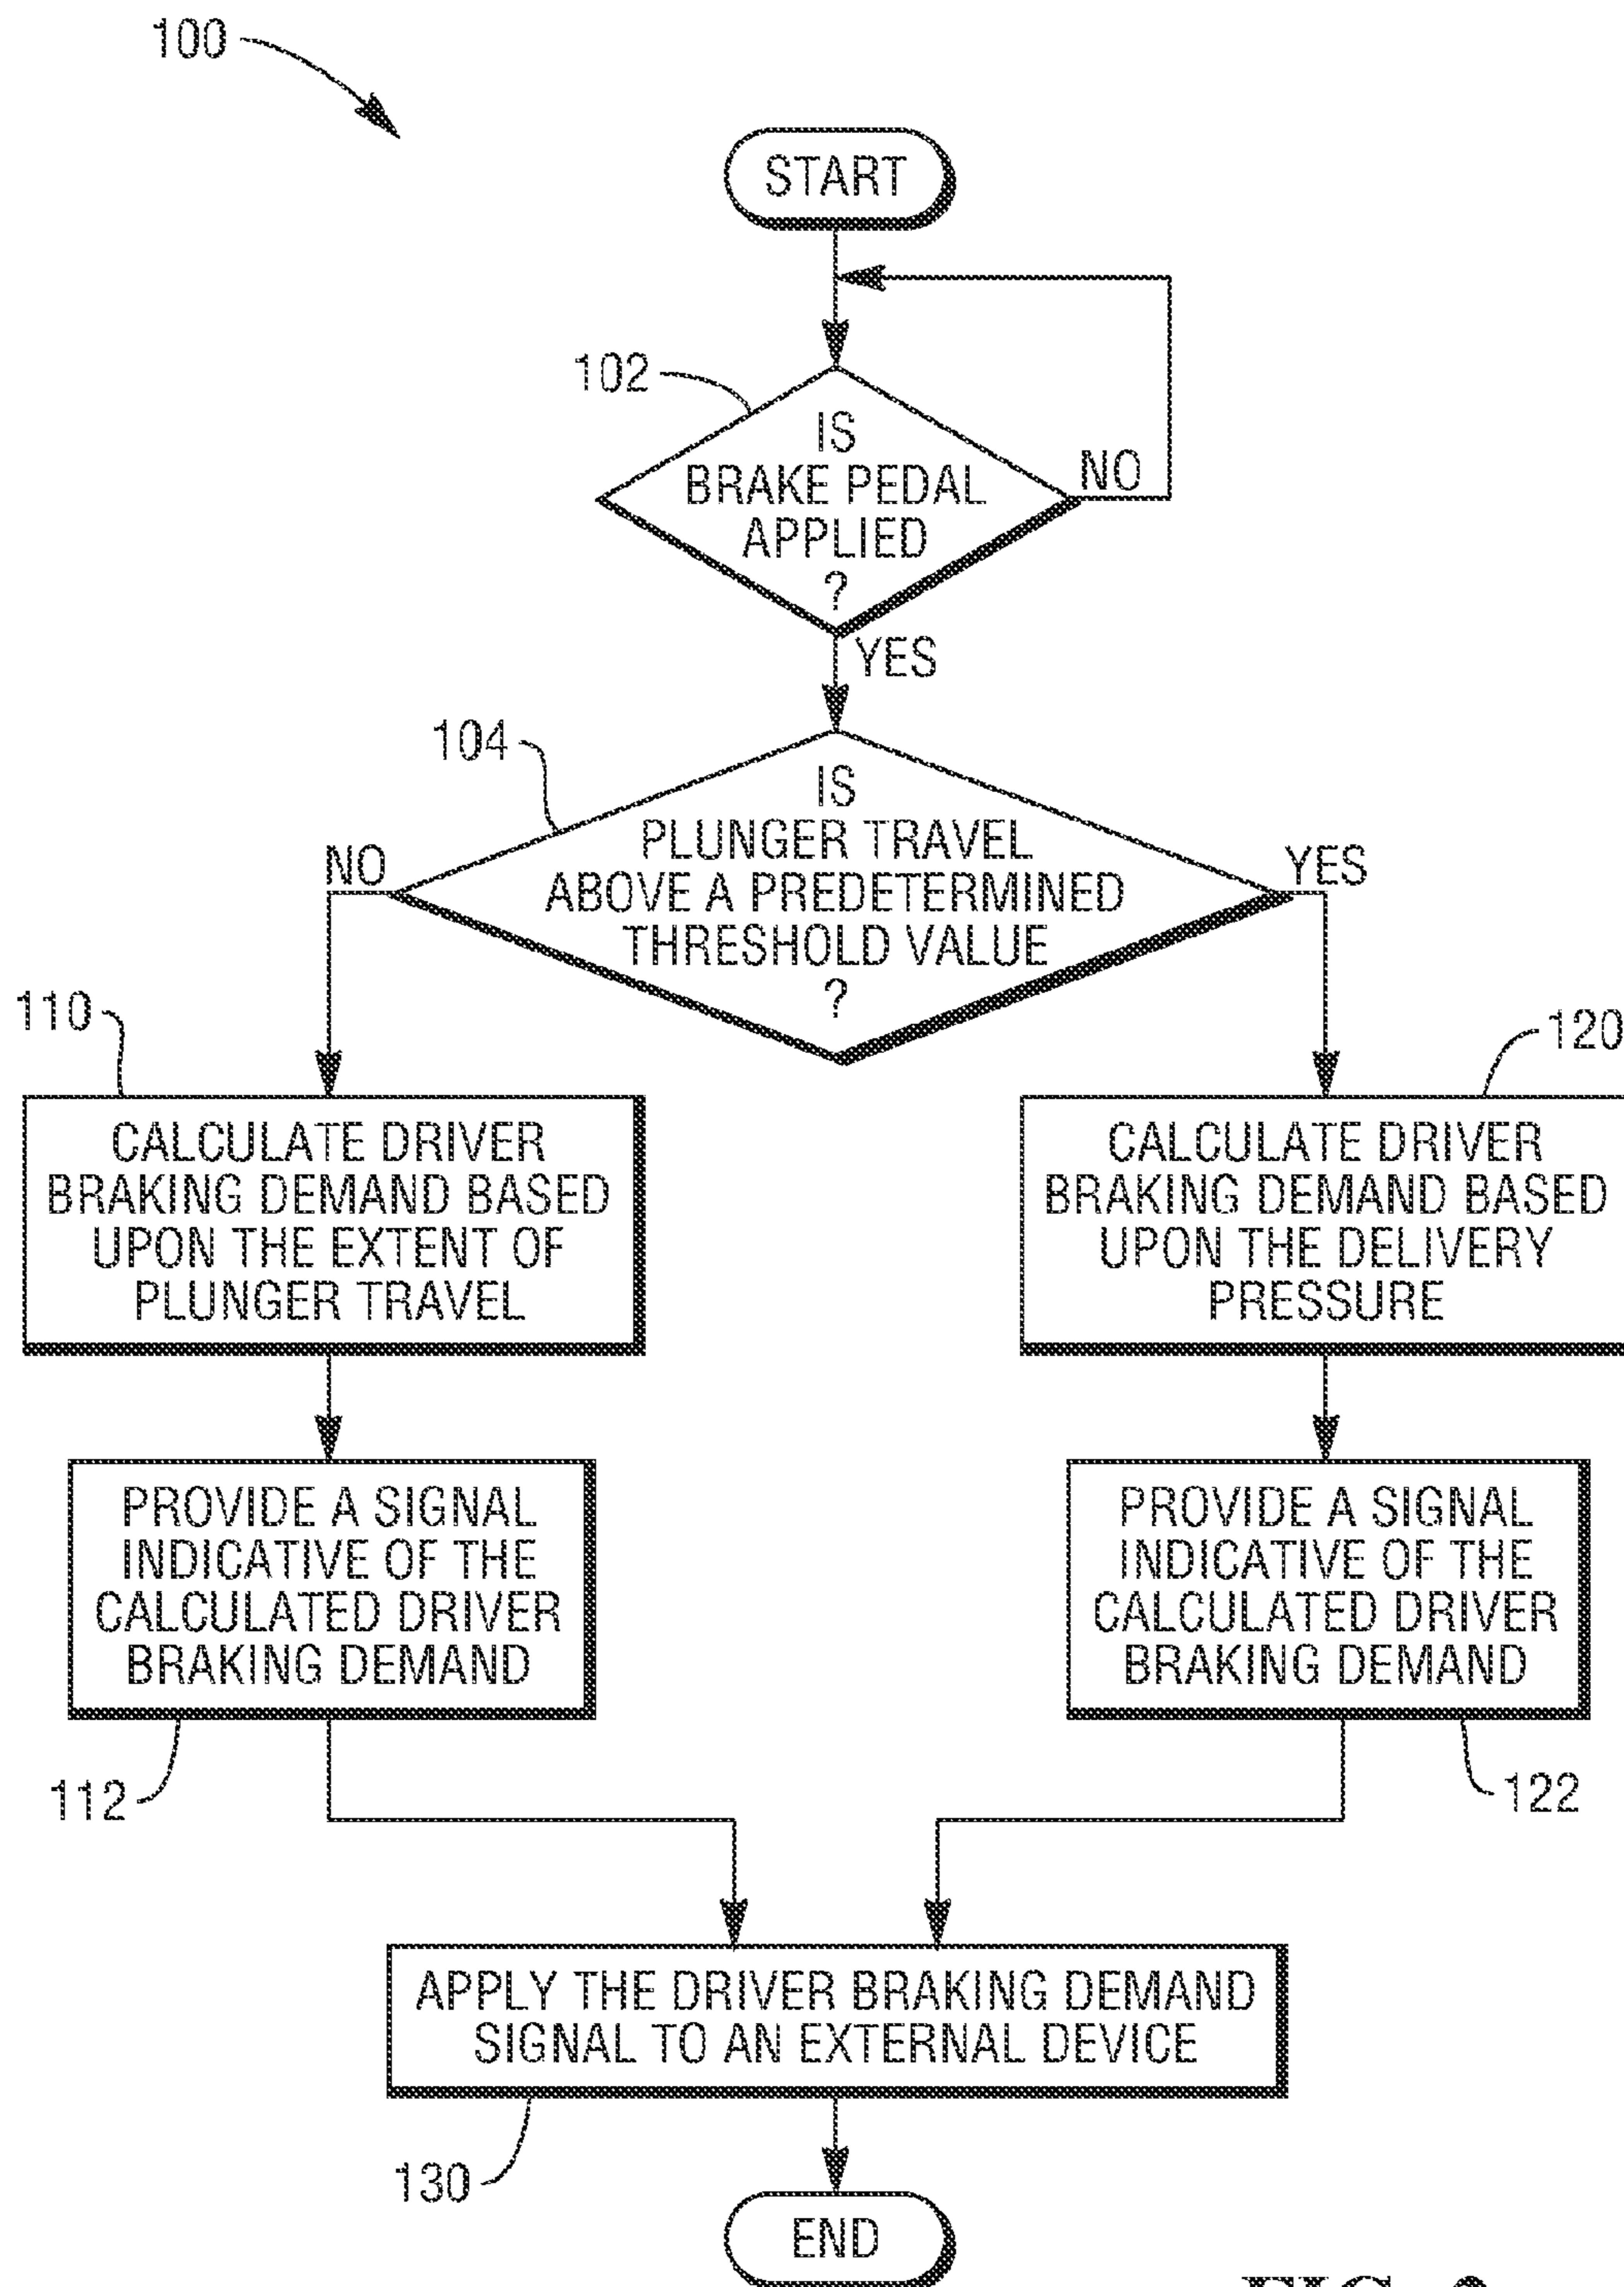 100
START
102
IS
BRAKE PEDAL
APPLIED
?
NO
YES
104
IS
PLUNGER TRAVEL
ABOVE A PREDETERMINED
THRESHOLD VALUE
?
NO
YES
110
CALCULATE DRIVER
BRAKING DEMAND BASED
UPON THE EXTENT OF
PLUNGER TRAVEL
120
CALCULATE DRIVER
BRAKING DEMAND BASED
UPON THE DELIVERY
PRESSURE
PROVIDE A SIGNAL
INDICATIVE OF THE
CALCULATED DRIVER
BRAKING DEMAND
112
PROVIDE A SIGNAL
INDICATIVE OF THE
CALCULATED DRIVER
BRAKING DEMAND
122
APPLY THE DRIVER BRAKING DEMAND
SIGNAL TO AN EXTERNAL DEVICE
130
END
FIG.